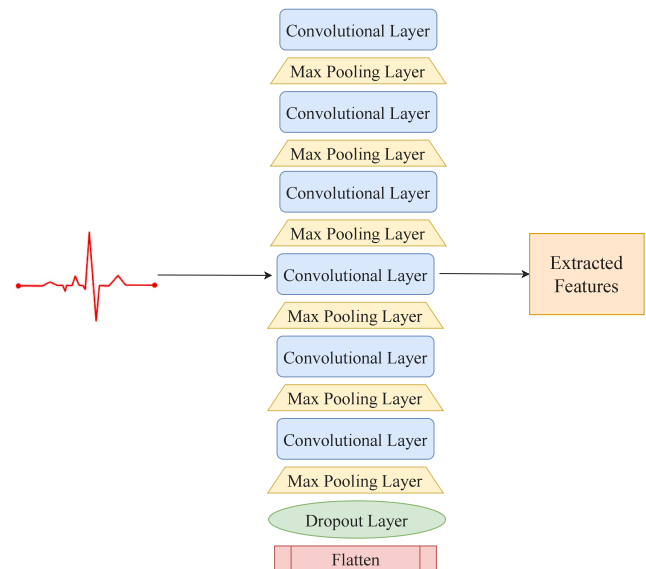 Convolutional Layer
Max Pooling Layer
Convolutional Layer
Max Pooling Layer
Convolutional Layer
Max Pooling Layer
Convolutional Layer
Max Pooling Layer
Convolutional Layer
Max Pooling Layer
Convolutional Layer
Max Pooling Layer
Dropout Layer
Flatten
Extracted
Features